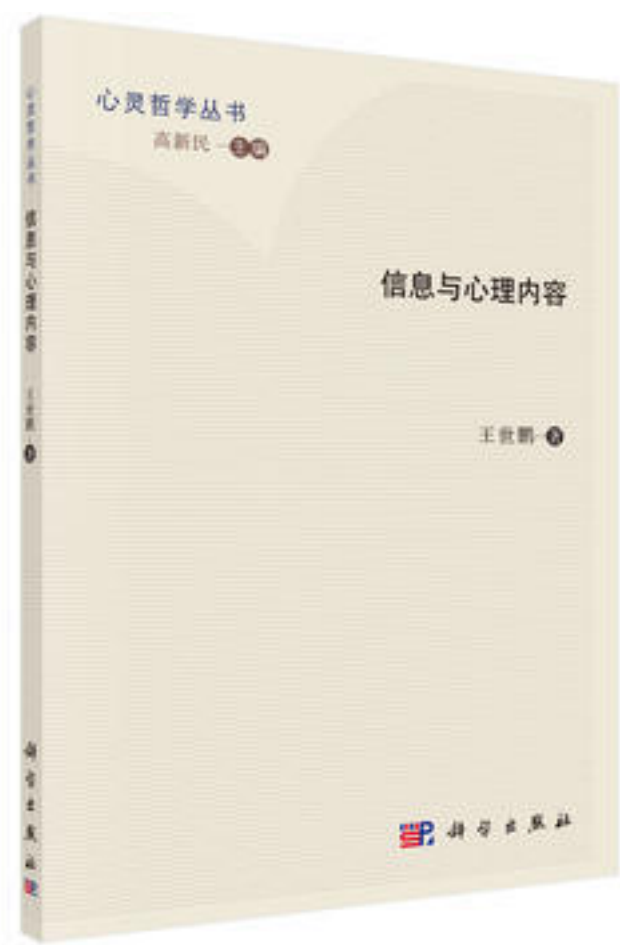 心灵哲学丛书
高新民 主编
信息与心理内容
王世鹏 著
科学出版社
心灵哲学丛书
信息与心理内容
王世鹏 著
科学出版社